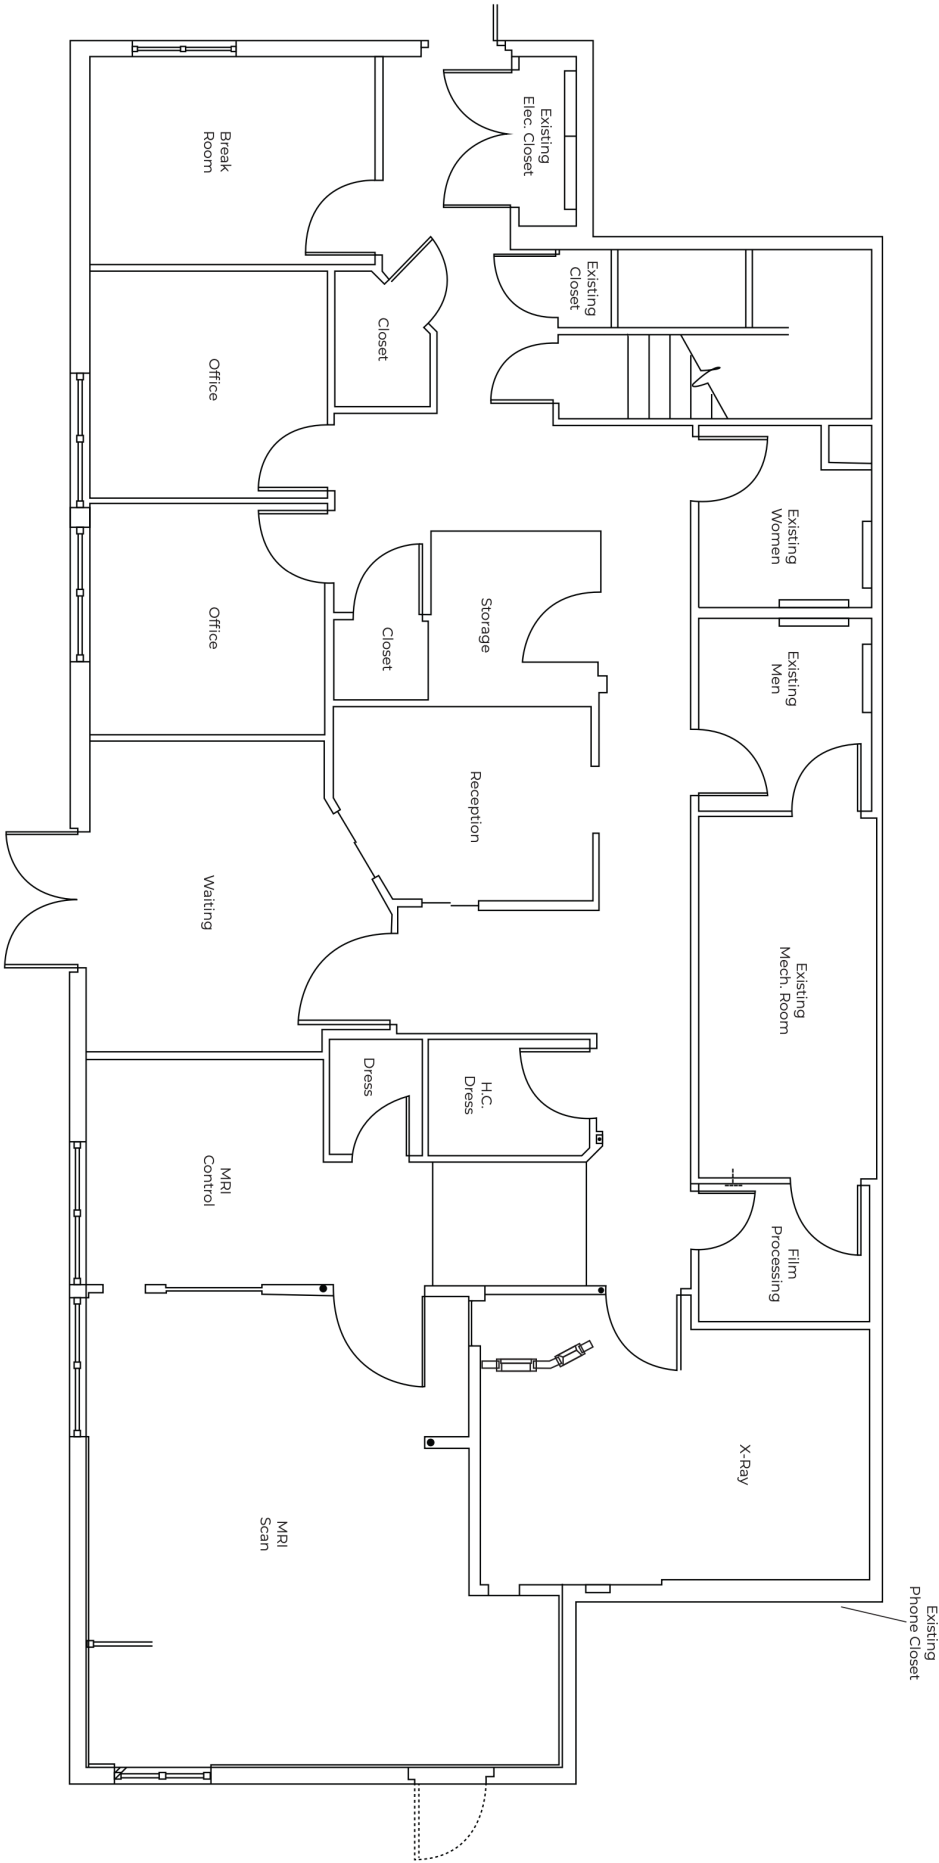 Existing
Elec. Closet
Break
Room
Existing
Closet
Closet
Office
Existing
Women
Storage
Office
Closet
Existing
Men
Reception
Waiting
Existing
Mech. Room
Dress
H.C.
Dress
MRI
Control
Film
Processing
X-Ray
MRI
Scan
Existing
Phone Closet